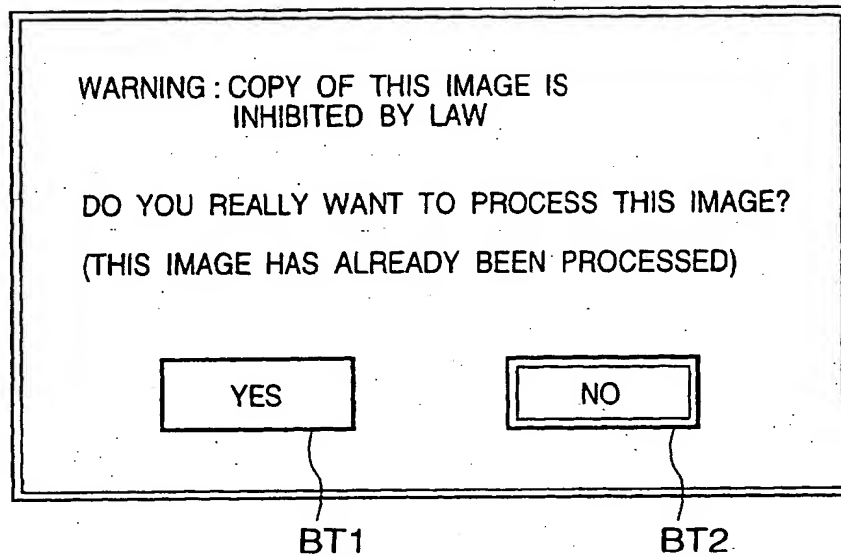 WARNING : COPY OF THIS IMAGE IS
INHIBITED BY LAW
DO YOU REALLY WANT TO PROCESS THIS IMAGE?
(THIS IMAGE HAS ALREADY BEEN PROCESSED)
YES NO
BT1 BT2